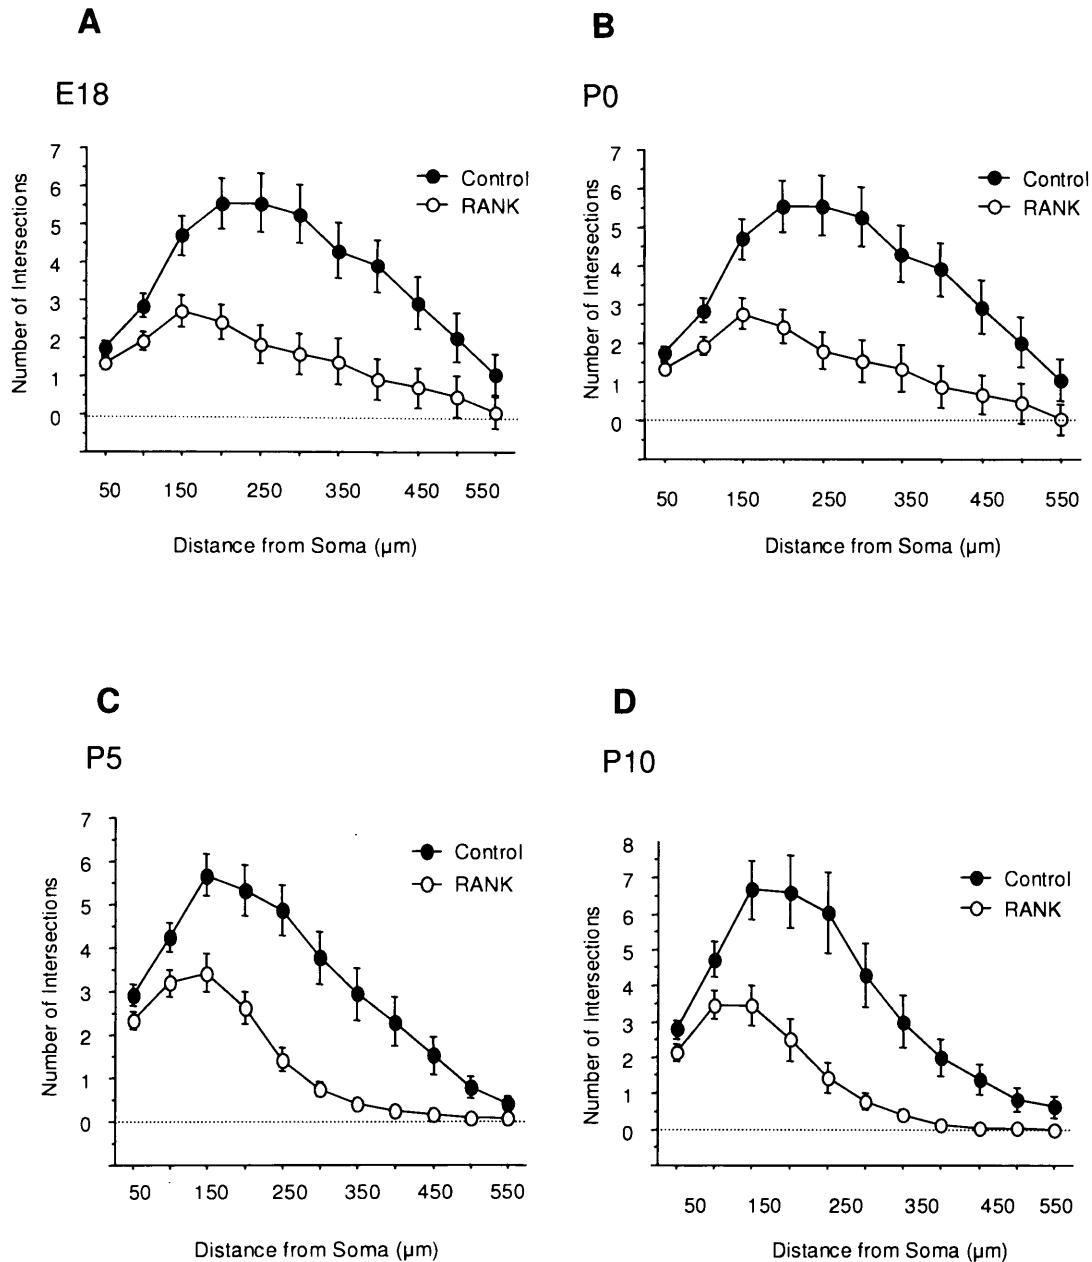 A
E18
7
6
5
4
3
2
1
0
Number of Intersections
Control
RANK
50 150 250 350 450 550
Distance from Soma (µm)
B
P0
7
6
5
4
3
2
1
0
Number of Intersections
Control
RANK
50 150 250 350 450 550
Distance from Soma (µm)
C
P5
7
6
5
4
3
2
1
0
Number of Intersections
Control
RANK
50 150 250 350 450 550
Distance from Soma (µm)
D
P10
8
7
6
5
4
3
2
1
0
Number of Intersections
Control
RANK
50 150 250 350 450 550
Distance from Soma (µm)